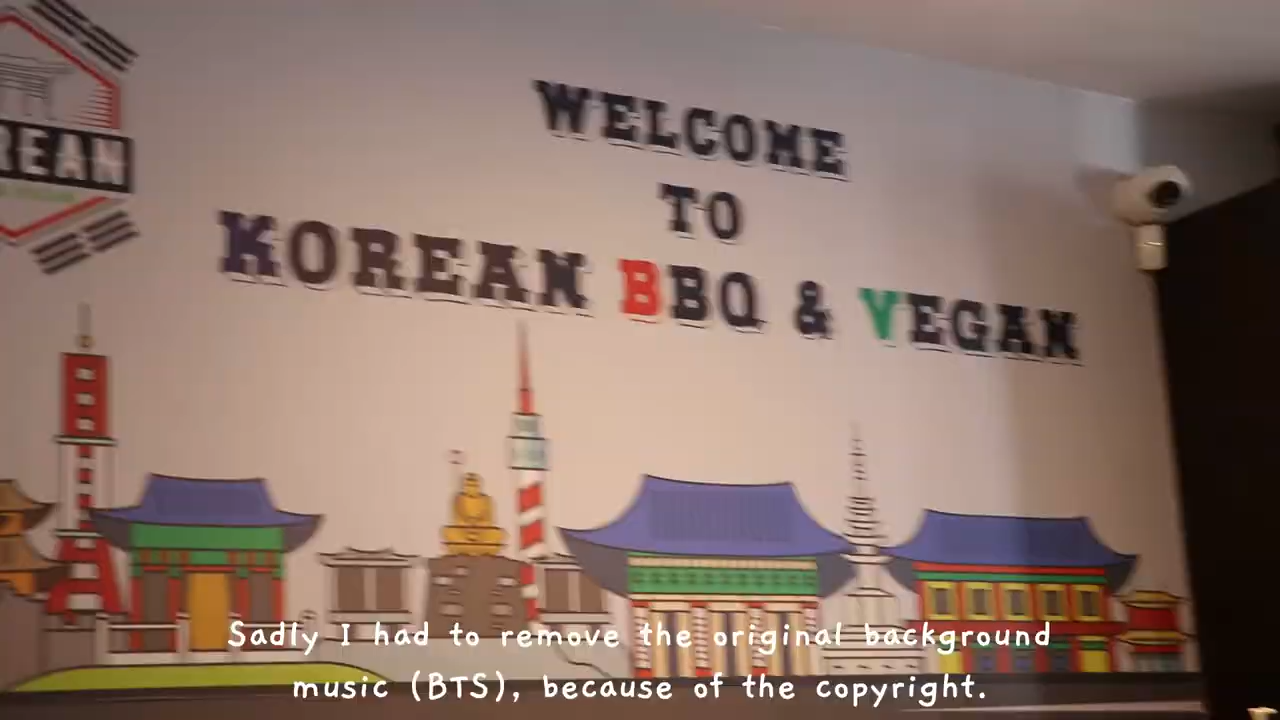 REAN
WELCOME
TO
KOREAN BBQ & VEGAN
Sadly I had to remove the original background
music (BTS), because of the copyright.